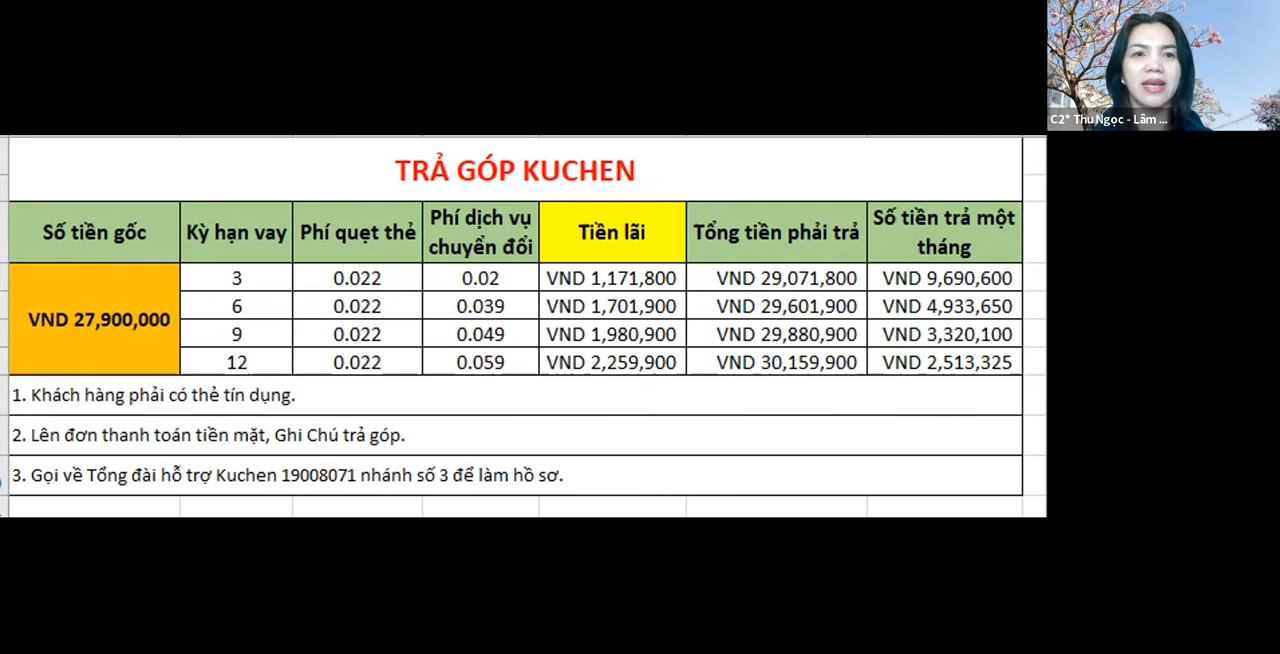 C2* Thu Ngọc - Lâm ...
TRẢ GÓP KUCHEN
Số tiền gốc Kỳ hạn vay Phí quẹt thẻ Phí dịch vụ chuyển đổi Tiền lãi Tổng tiền phải trả Số tiền trả một tháng
VND 27,900,000
3 0.022 0.02 VND 1,171,800 VND 29,071,800 VND 9,690,600
6 0.022 0.039 VND 1,701,900 VND 29,601,900 VND 4,933,650
9 0.022 0.049 VND 1,980,900 VND 29,880,900 VND 3,320,100
12 0.022 0.059 VND 2,259,900 VND 30,159,900 VND 2,513,325
1. Khách hàng phải có thẻ tín dụng.
2. Lên đơn thanh toán tiền mặt, Ghi Chú trả góp.
3. Gọi về Tổng đài hỗ trợ Kuchen 19008071 nhánh số 3 để làm hồ sơ.